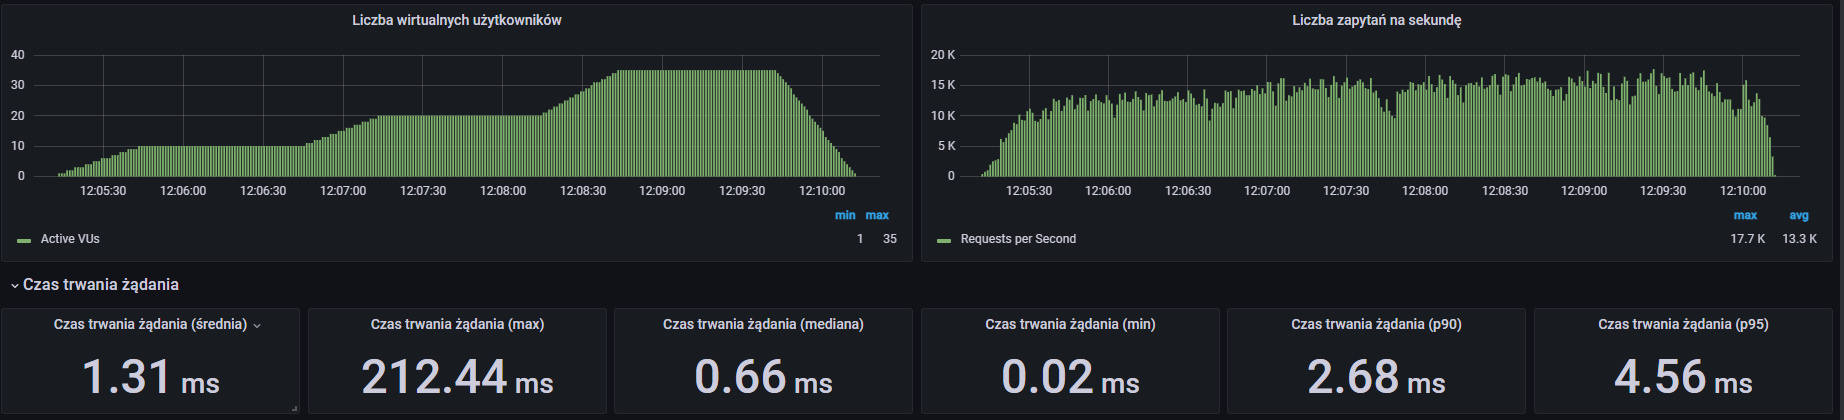 Liczba wirtualnych użytkowników
40
30
20
10
0
12:05:30 12:06:00 12:06:30 12:07:00 12:07:30 12:08:00 12:08:30 12:09:00 12:09:30 12:10:00
min max
Active VUs 1 35
Liczba zapytań na sekundę
20 K
15 K
10 K
5 K
0
12:05:30 12:06:00 12:06:30 12:07:00 12:07:30 12:08:00 12:08:30 12:09:00 12:09:30 12:10:00
max avg
Requests per Second 17.7 K 13.3 K
Czas trwania żądania
Czas trwania żądania (średnia)
1.31 ms
Czas trwania żądania (max)
212.44 ms
Czas trwania żądania (mediana)
0.66 ms
Czas trwania żądania (min)
0.02 ms
Czas trwania żądania (p90)
2.68 ms
Czas trwania żądania (p95)
4.56 ms